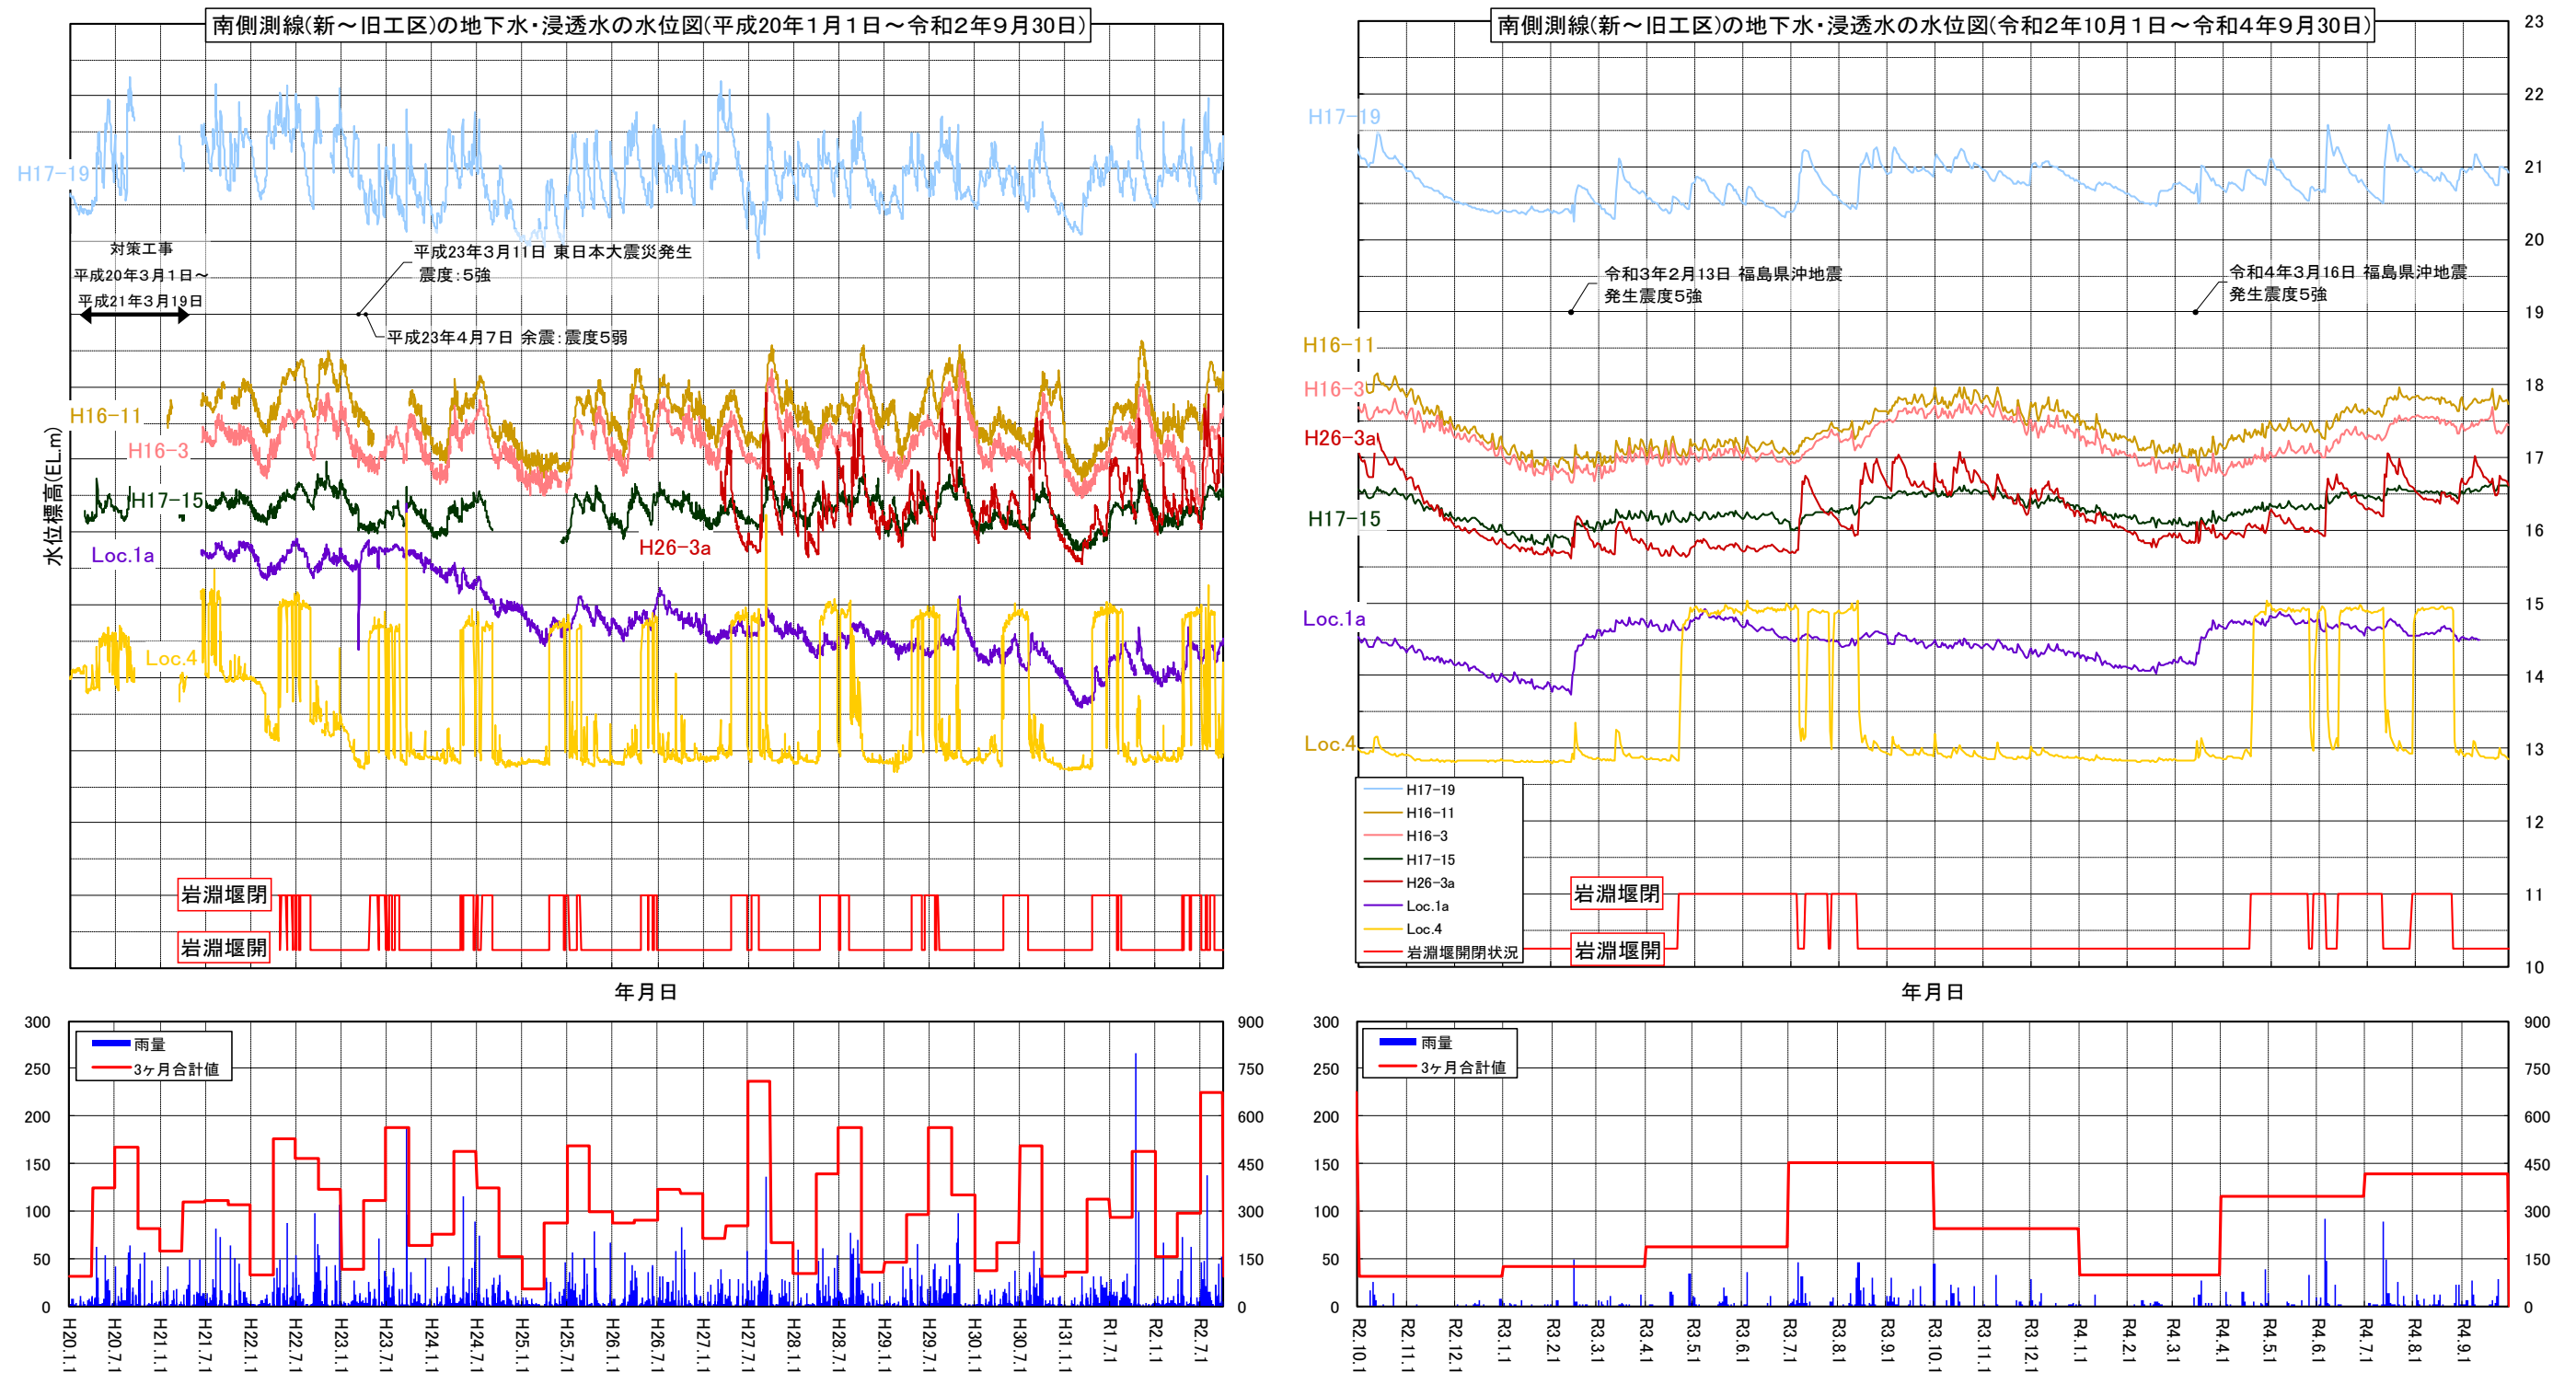 南側測線(新～旧工区)の地下水・浸透水の水位図(平成20年1月1日～令和2年9月30日)
H17-19
対策工事
平成20年3月1日～
平成21年3月19日
平成23年3月11日 東日本大震災発生
震度：5強
平成23年4月7日 余震：震度5弱
H16-11
H16-3
H17-15
H26-3a
Loc.1a
Loc.4
水位標高(EL.m)
岩淵堰閉
岩淵堰開
年月日
300
250
200
150
100
50
0
雨量
3ヶ月合計値
900
750
600
450
300
150
0
H20.1.1
H20.7.1
H21.1.1
H21.7.1
H22.1.1
H22.7.1
H23.1.1
H23.7.1
H24.1.1
H24.7.1
H25.1.1
H25.7.1
H26.1.1
H26.7.1
H27.1.1
H27.7.1
H28.1.1
H28.7.1
H29.1.1
H29.7.1
H30.1.1
H30.7.1
H31.1.1
R1.7.1
R2.1.1
R2.7.1
南側測線(新～旧工区)の地下水・浸透水の水位図(令和2年10月1日～令和4年9月30日)
23
22
21
20
19
18
17
16
15
14
13
12
11
10
H17-19
令和3年2月13日 福島県沖地震
発生震度5強
令和4年3月16日 福島県沖地震
発生震度5強
H16-11
H16-3
H26-3a
H17-15
Loc.1a
Loc.4
H17-19
H16-11
H16-3
H17-15
H26-3a
Loc.1a
Loc.4
岩淵堰開閉状況
岩淵堰閉
岩淵堰開
年月日
300
250
200
150
100
50
0
雨量
3ヶ月合計値
900
750
600
450
300
150
0
R2.10.1
R2.11.1
R2.12.1
R3.1.1
R3.2.1
R3.3.1
R3.4.1
R3.5.1
R3.6.1
R3.7.1
R3.8.1
R3.9.1
R3.10.1
R3.11.1
R3.12.1
R4.1.1
R4.2.1
R4.3.1
R4.4.1
R4.5.1
R4.6.1
R4.7.1
R4.8.1
R4.9.1